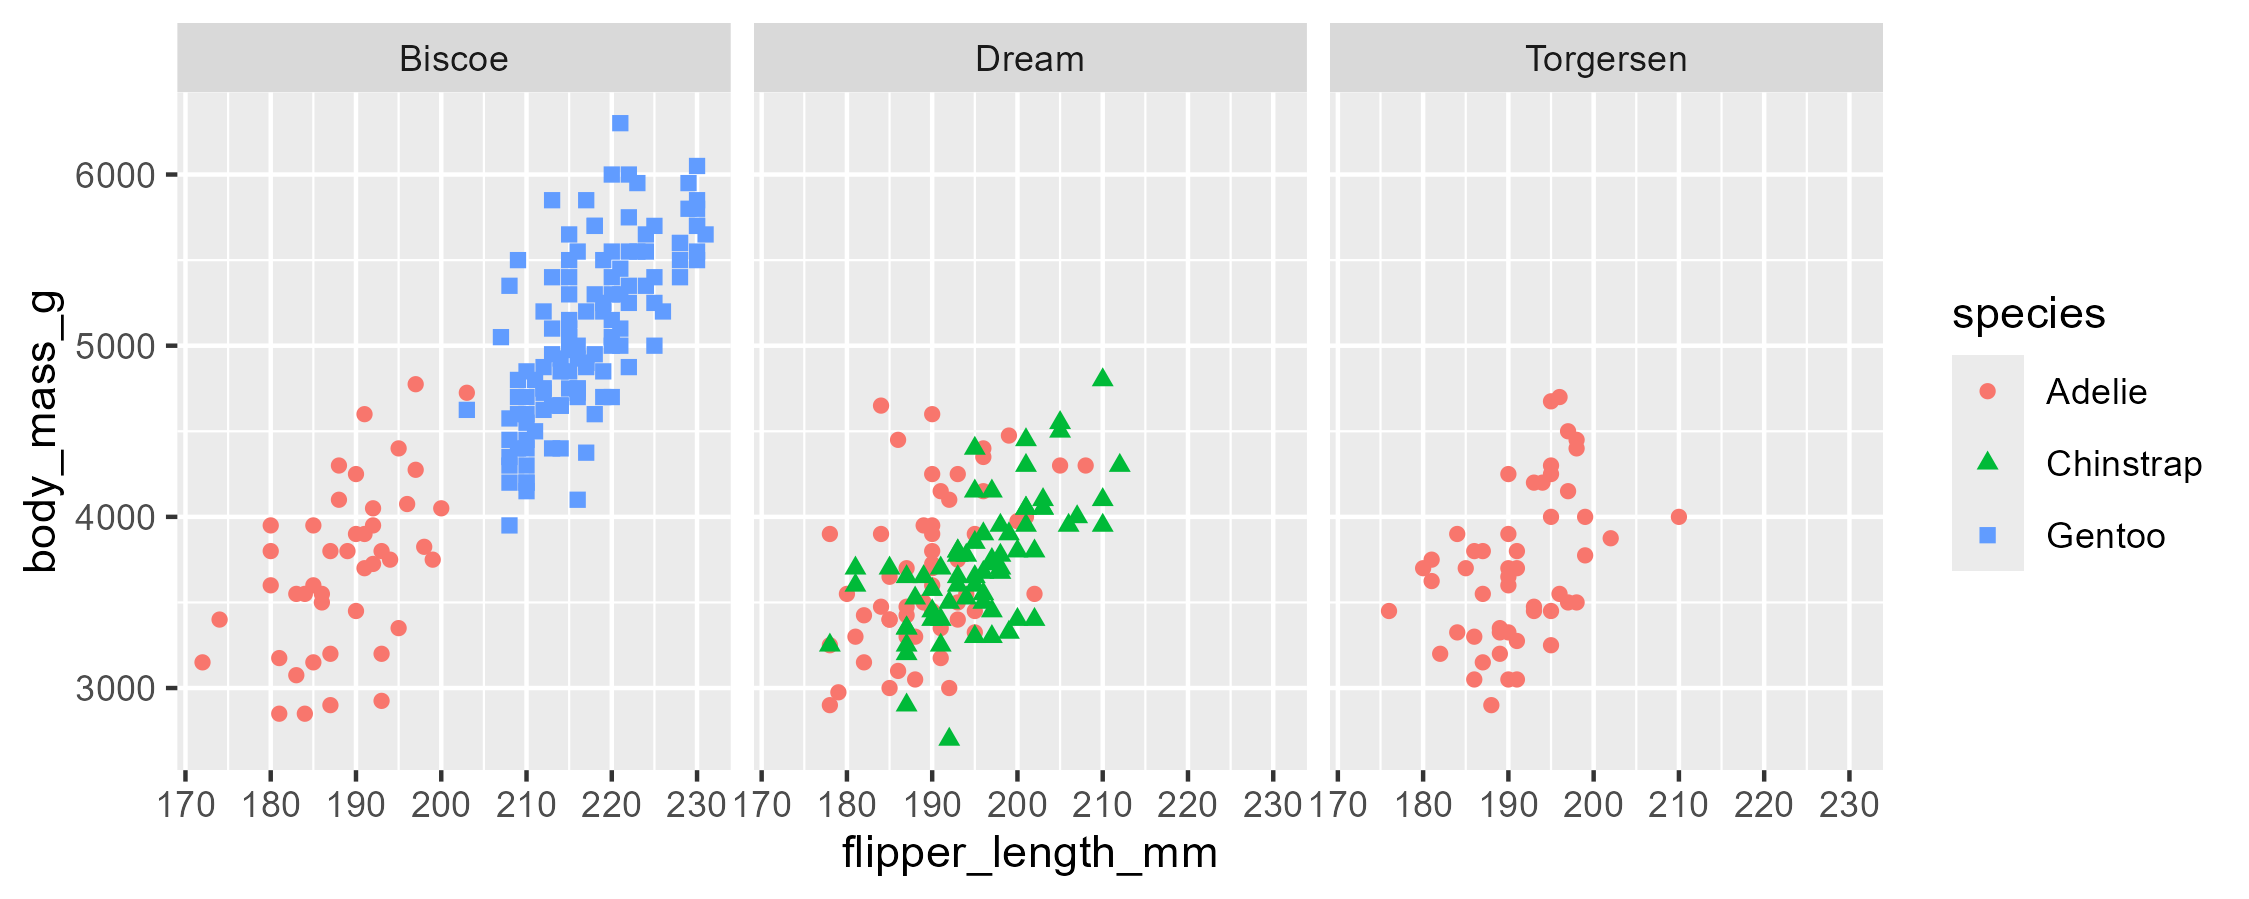 Biscoe Dream Torgersen
6000
5000
4000
3000
170 180 190 200 210 220 230 170 180 190 200 210 220 230 170 180 190 200 210 220 230
flipper_length_mm
body_mass_g
species
Adelie
Chinstrap
Gentoo